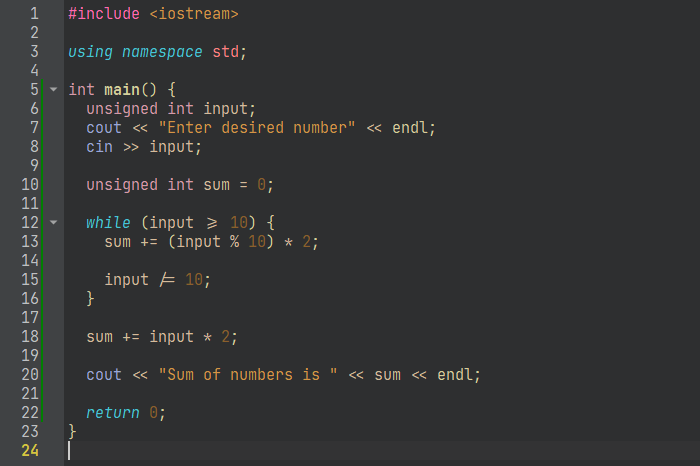 1 #include <iostream>
2
3 using namespace std;
4
5 int main() {
6   unsigned int input;
7   cout << "Enter desired number" << endl;
8   cin >> input;
9
10   unsigned int sum = 0;
11
12   while (input >= 10) {
13     sum += (input % 10) * 2;
14
15     input /= 10;
16   }
17
18   sum += input * 2;
19
20   cout << "Sum of numbers is " << sum << endl;
21
22   return 0;
23 }
24